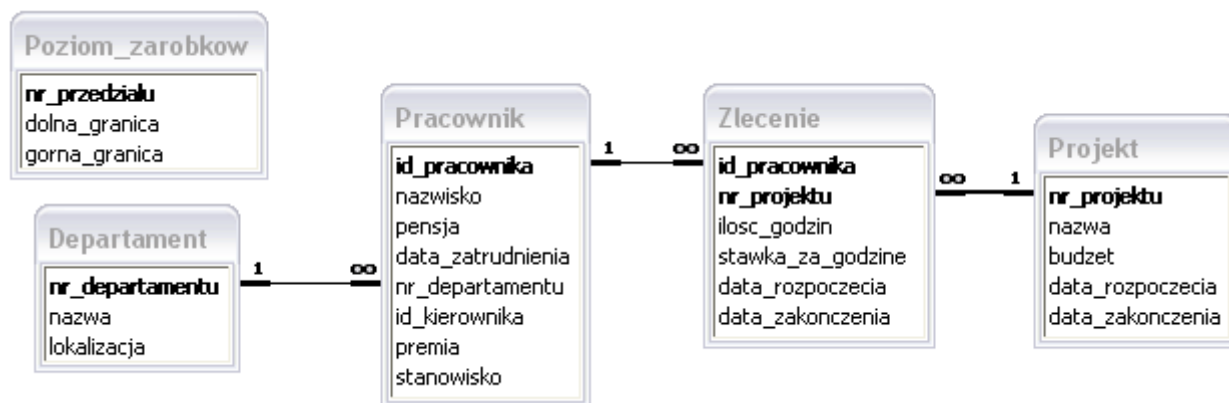 Poziom_zarobkow
nr_przedzialu
dolna_granica
gorna_granica
Departament
nr_departamentu
nazwa
lokalizacja
1
∞
Pracownik
id_pracownika
nazwisko
pensja
data_zatrudnienia
nr_departamentu
id_kierownika
premia
stanowisko
1
∞
Zlecenie
id_pracownika
nr_projektu
ilosc_godzin
stawka_za_godzine
data_rozpoczecia
data_zakonczenia
∞
1
Projekt
nr_projektu
nazwa
budzet
data_rozpoczecia
data_zakonczenia